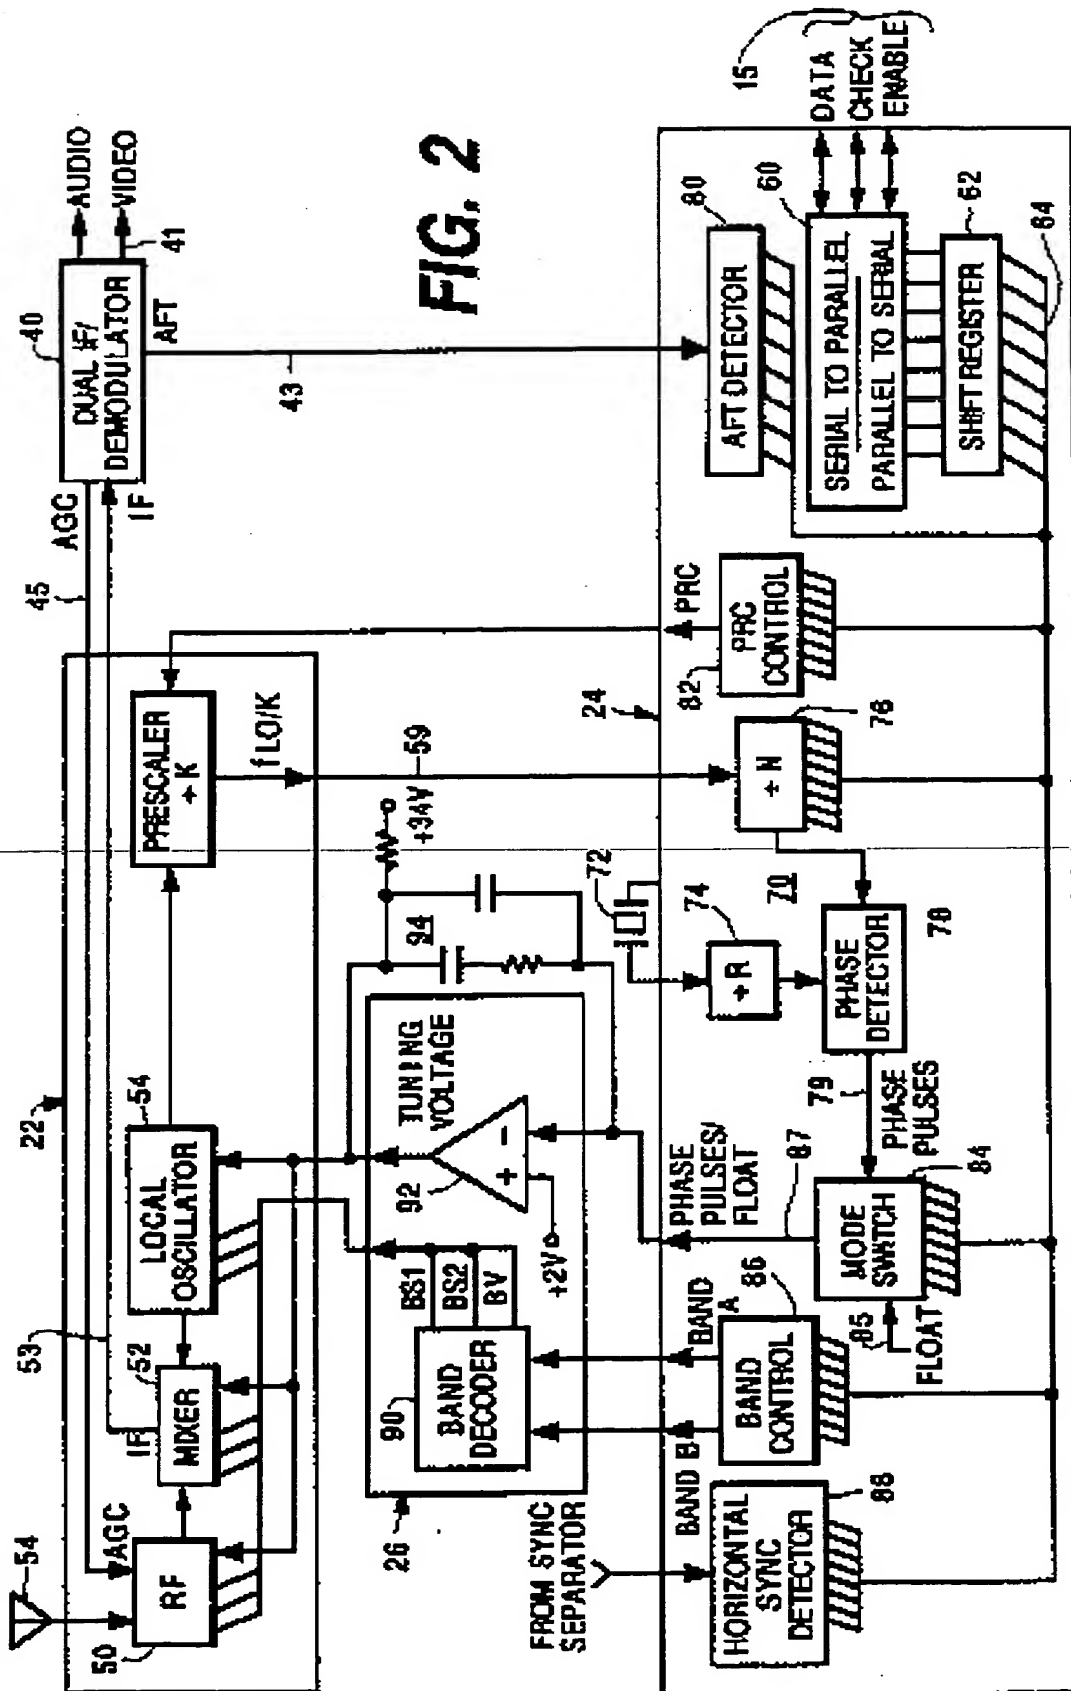 FIG. 2
54
22
50
RF
AGC
IF
53
52
MIXER
54
LOCAL
OSCILLATOR
PRESCALER
÷ K
fLO/K
45
AGC
IF
40
DUAL IF/
DEMODULATOR
AFT
AUDIO
VIDEO
41
43
26
90
BAND
DECODER
BS1
BS2
BV
92
+
-
+2V
TUNING
VOLTAGE
94
+34V
59
FROM SYNC
SEPARATOR
BAND B
BAND A
PHASE
PULSES/
FLOAT
87
72
24
PRC
HORIZONTAL
SYNC
DETECTOR
88
BAND
CONTROL
86
85
FLOAT
MODE
SWITCH
84
79
PHASE
PULSES
PHASE
DETECTOR
78
÷R
74
70
÷ N
76
82
PRC
CONTROL
AFT DETECTOR
80
SERIAL TO PARALLEL
PARALLEL TO SERIAL
60
SHIFT REGISTER
62
64
15
DATA
CHECK
ENABLE